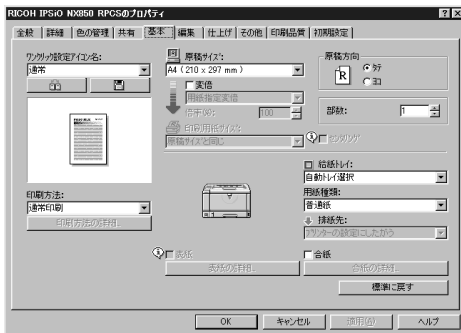 RICOH IPSiO NX850 RPCSのプロパティ
全般 詳細 色の管理 共有 基本 編集 仕上げ その他 印刷品質 初期設定
ワンクリック設定アイコン名:
通常
印刷方法:
通常印刷
印刷方法の詳細...
原稿サイズ:
A4 (210 x 297 mm)
変倍
用紙指定変倍
倍率(%): 100
印刷用紙サイズ:
原稿サイズと同じ
センタリング
原稿方向
R
タテ
ヨコ
部数: 1
給紙トレイ:
自動トレイ選択
用紙種類:
普通紙
排紙先:
プリンターの設定にしたがう
表紙
表紙の詳細...
合紙
合紙の詳細...
標準に戻す
OK キャンセル 適用(A) ヘルプ